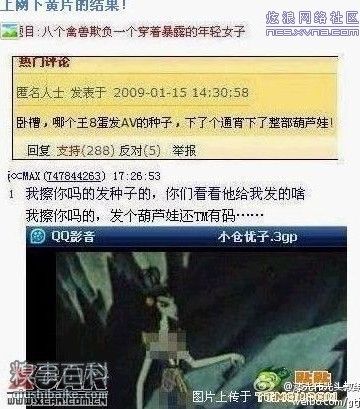 上网下黄片的结果！
炫浪网络社区
ncs.xvna.com
题目:八个禽兽欺负一个穿着暴露的年轻女子
热门评论
匿名人士 发表于 2009-01-15 14:30:58
卧槽，哪个王8蛋发AV的种子，下了个通宵下了整部葫芦娃！
回复 支持(288) 反对(5) 举报
MAX(747844263) 17:26:53
1 我擦你吗的发种子的，你们看看他给我发的啥
我擦你吗，发个葫芦娃还TM有码……
QQ影音 小仓优子.3gp
糗事百科
图片上传于